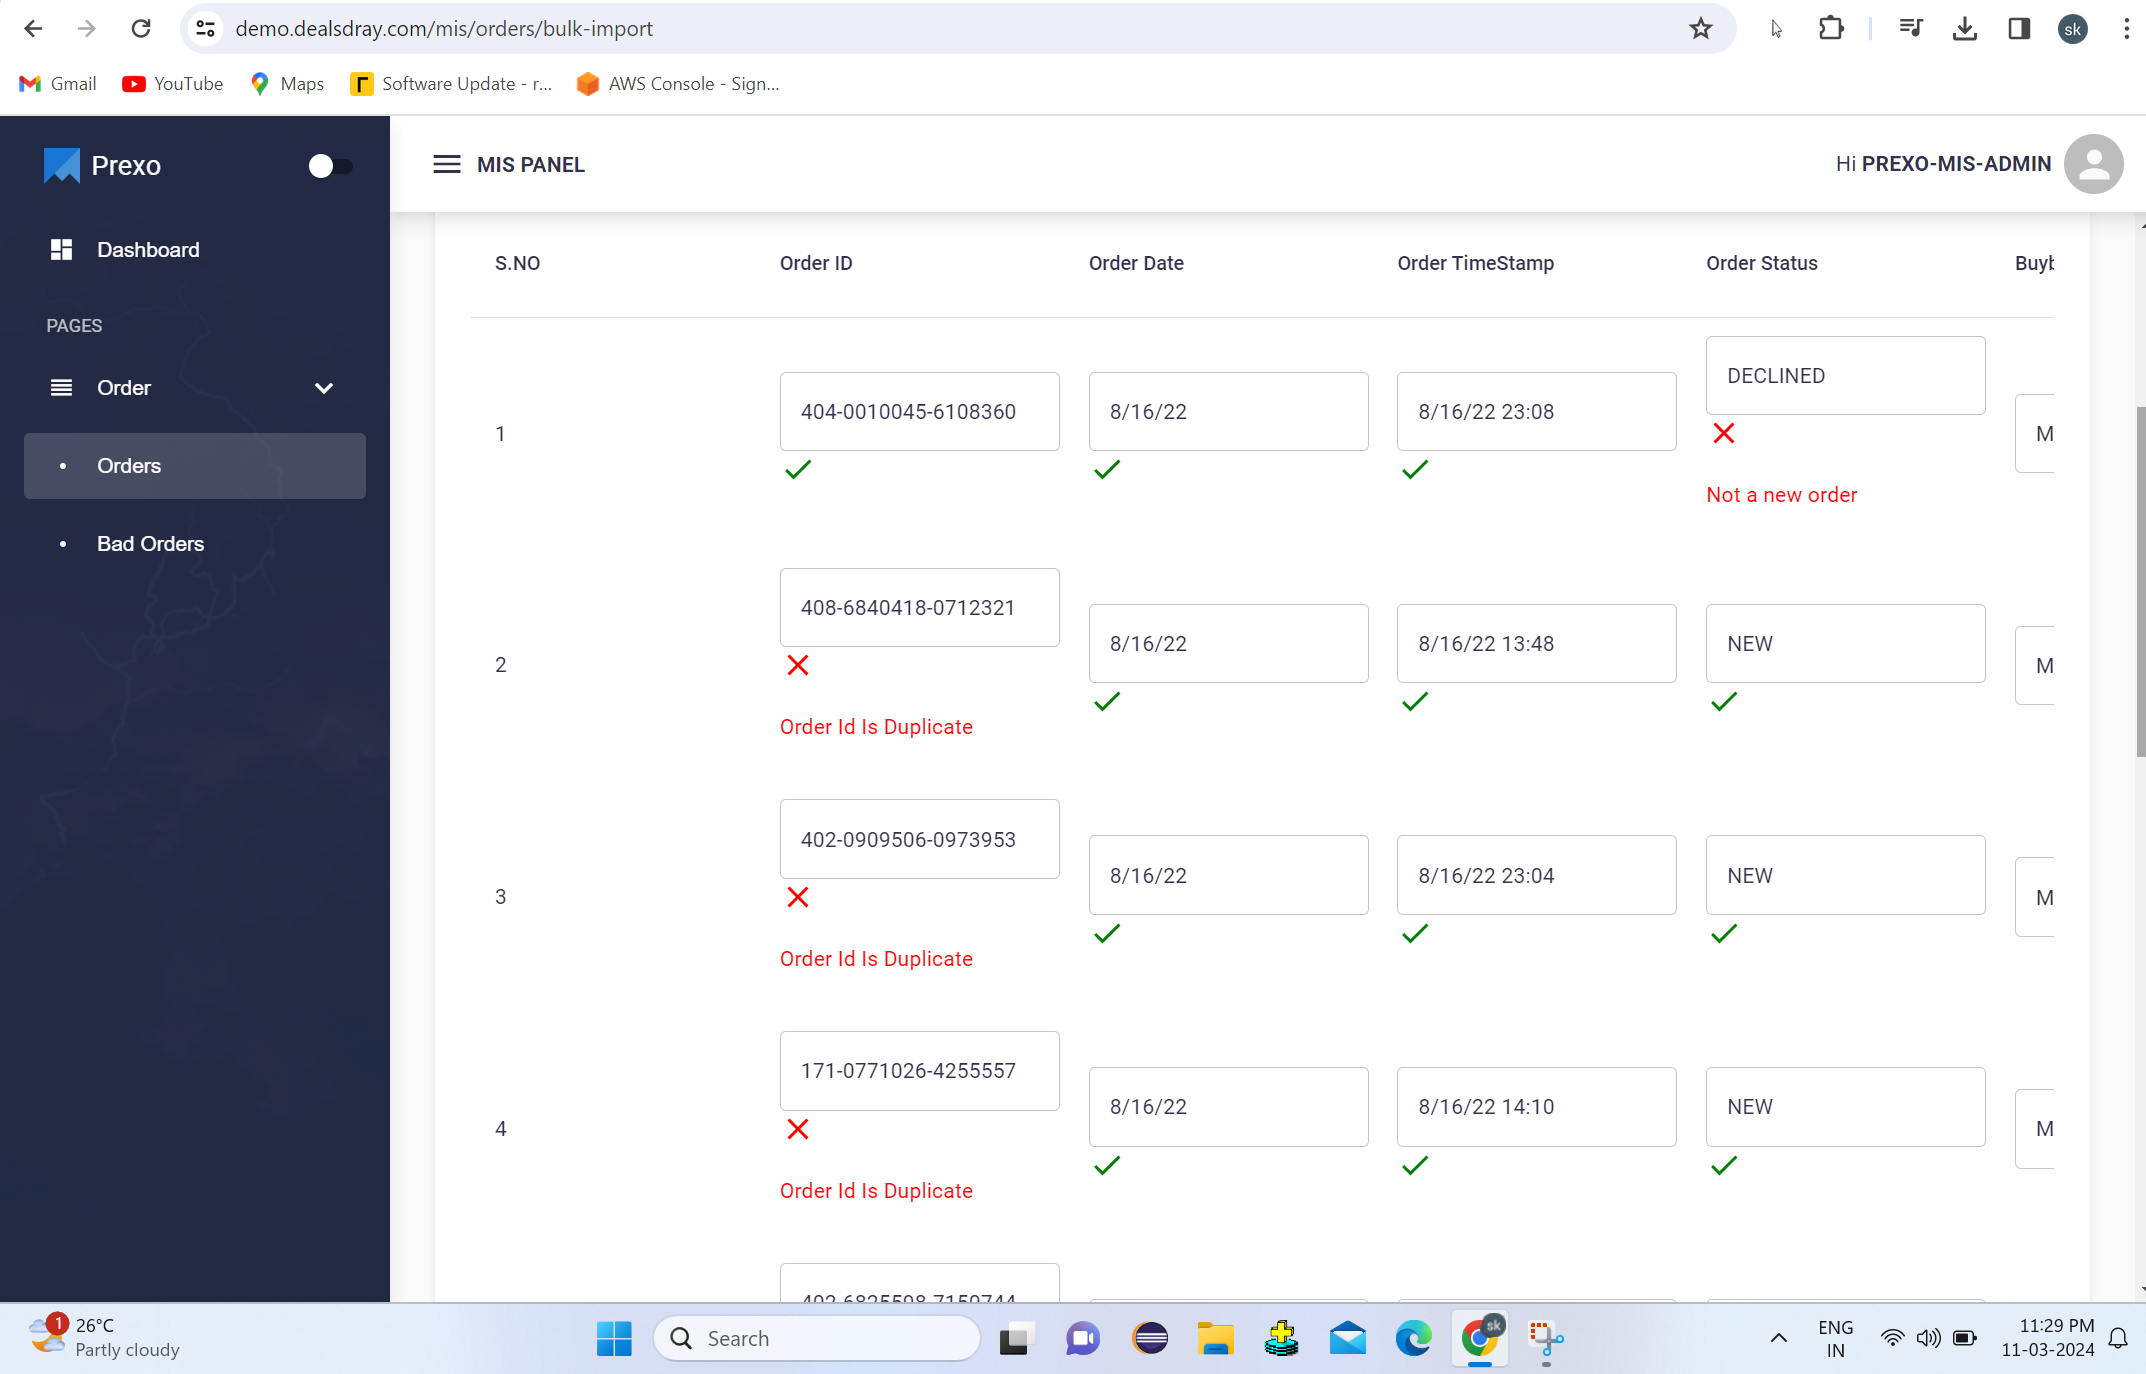 demo.dealsdray.com/mis/orders/bulk-import
sk
Gmail
YouTube
Maps
Software Update - r...
AWS Console - Sign...
Prexo
MIS PANEL
Hi PREXO-MIS-ADMIN
Dashboard
PAGES
Order
Orders
Bad Orders
S.NO Order ID Order Date Order TimeStamp Order Status Buyb
1 404-0010045-6108360 8/16/22 8/16/22 23:08 DECLINED M
Not a new order
2 408-6840418-0712321 8/16/22 8/16/22 13:48 NEW M
Order Id Is Duplicate
3 402-0909506-0973953 8/16/22 8/16/22 23:04 NEW M
Order Id Is Duplicate
4 171-0771026-4255557 8/16/22 8/16/22 14:10 NEW M
Order Id Is Duplicate
1
26°C
Partly cloudy
Search
sk
ENG
IN
11:29 PM
11-03-2024